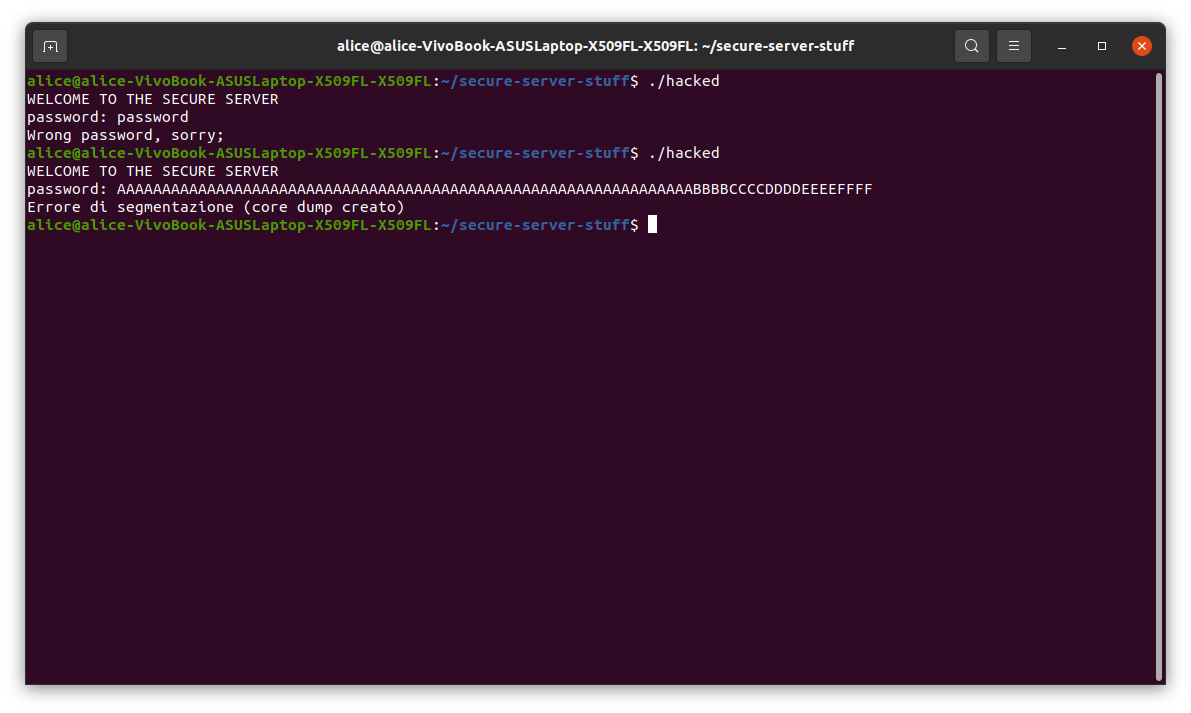 alice@alice-VivoBook-ASUSLaptop-X509FL-X509FL: ~/secure-server-stuff
alice@alice-VivoBook-ASUSLaptop-X509FL-X509FL:~/secure-server-stuff$ ./hacked
WELCOME TO THE SECURE SERVER
password: password
Wrong password, sorry;
alice@alice-VivoBook-ASUSLaptop-X509FL-X509FL:~/secure-server-stuff$ ./hacked
WELCOME TO THE SECURE SERVER
password: AAAAAAAAAAAAAAAAAAAAAAAAAAAAAAAAAAAAAAAAAAAAAAAAAAAAAAAAAAAAAAAABBBBCCCCDDDDEEEEFFFF
Errore di segmentazione (core dump creato)
alice@alice-VivoBook-ASUSLaptop-X509FL-X509FL:~/secure-server-stuff$